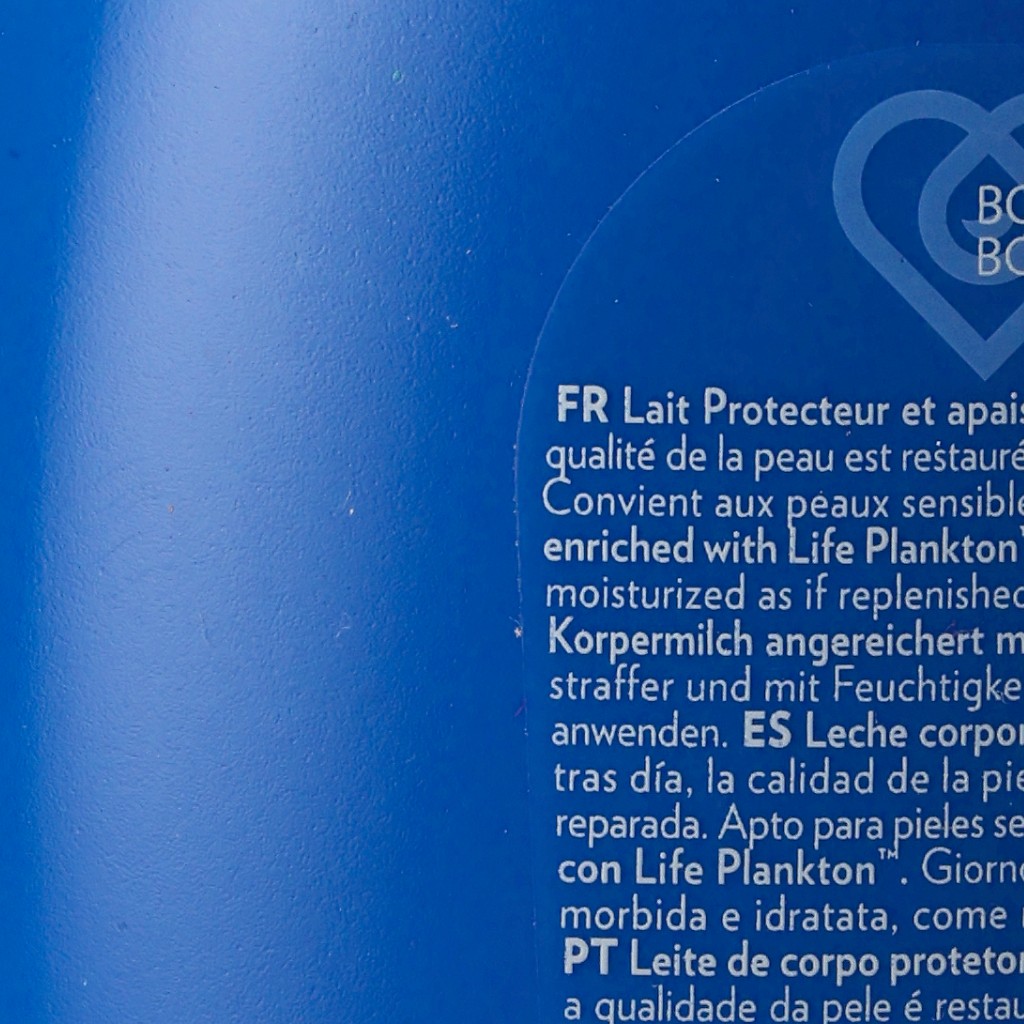 BO
BO
FR Lait Protecteur et apais
qualité de la peau est restauré
Convient aux peaux sensible
enriched with Life Plankton™
moisturized as if replenished
Korpermilch angereichert m
straffer und mit Feuchtigke
anwenden. ES Leche corpor
tras día, la calidad de la pie
reparada. Apto para pieles se
con Life Plankton™. Giorno
morbida e idratata, come
PT Leite de corpo protetor
a qualidade da pele é restau